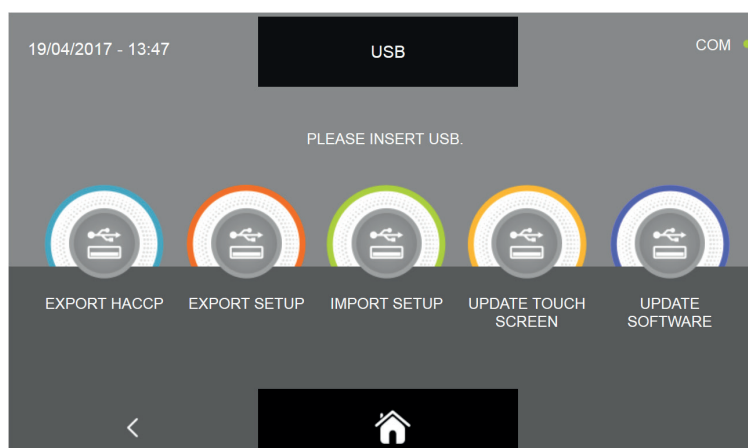 19/04/2017 - 13:47
USB
COM
PLEASE INSERT USB.
EXPORT HACCP
EXPORT SETUP
IMPORT SETUP
UPDATE TOUCH
SCREEN
UPDATE
SOFTWARE